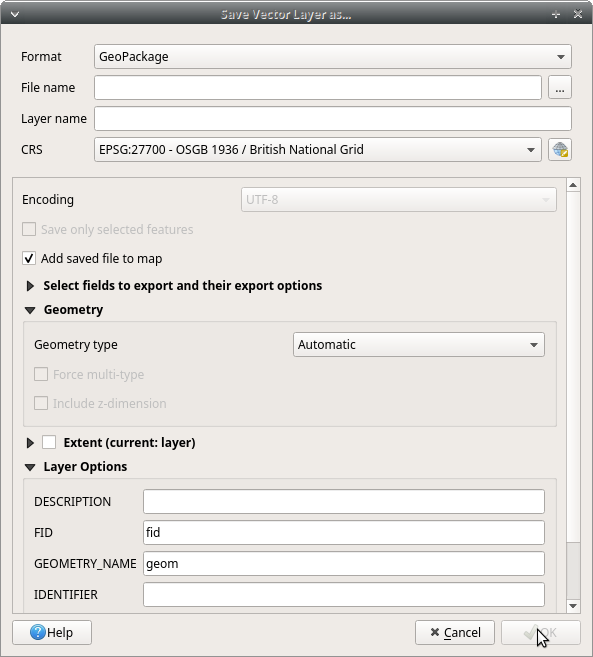 Save Vector Layer as...
Format GeoPackage
File name ...
Layer name
CRS EPSG:27700 - OSGB 1936 / British National Grid
Encoding UTF-8
Save only selected features
Add saved file to map
Select fields to export and their export options
Geometry
Geometry type Automatic
Force multi-type
Include z-dimension
Extent (current: layer)
Layer Options
DESCRIPTION
FID fid
GEOMETRY_NAME geom
IDENTIFIER
Help Cancel OK